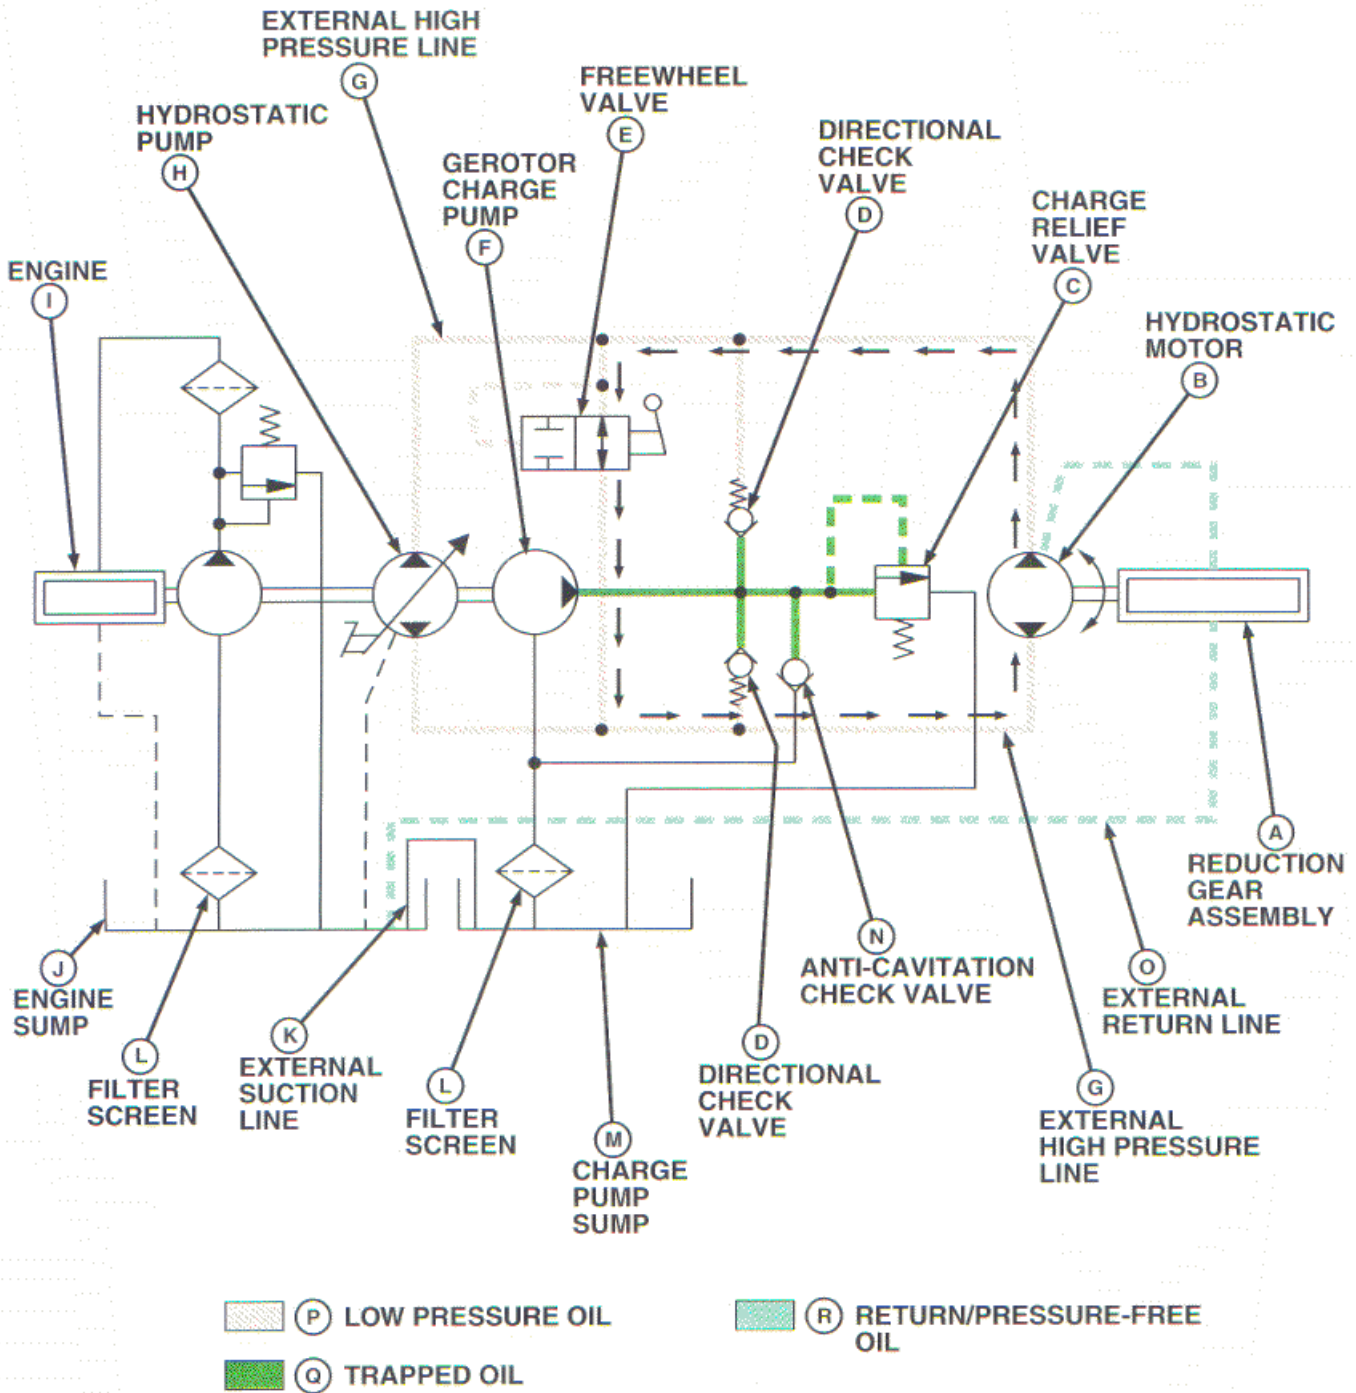 EXTERNAL HIGH
PRESSURE LINE
G
FREEWHEEL
VALVE
E
HYDROSTATIC
PUMP
H
DIRECTIONAL
CHECK
VALVE
D
GEROTOR
CHARGE
PUMP
F
CHARGE
RELIEF
VALVE
C
ENGINE
I
HYDROSTATIC
MOTOR
B
A
REDUCTION
GEAR
ASSEMBLY
J
ENGINE
SUMP
N
ANTI-CAVITATION
CHECK VALVE
O
EXTERNAL
RETURN LINE
L
FILTER
SCREEN
K
EXTERNAL
SUCTION
LINE
L
FILTER
SCREEN
D
DIRECTIONAL
CHECK
VALVE
G
EXTERNAL
HIGH PRESSURE
LINE
M
CHARGE
PUMP
SUMP
P LOW PRESSURE OIL
R RETURN/PRESSURE-FREE
OIL
Q TRAPPED OIL